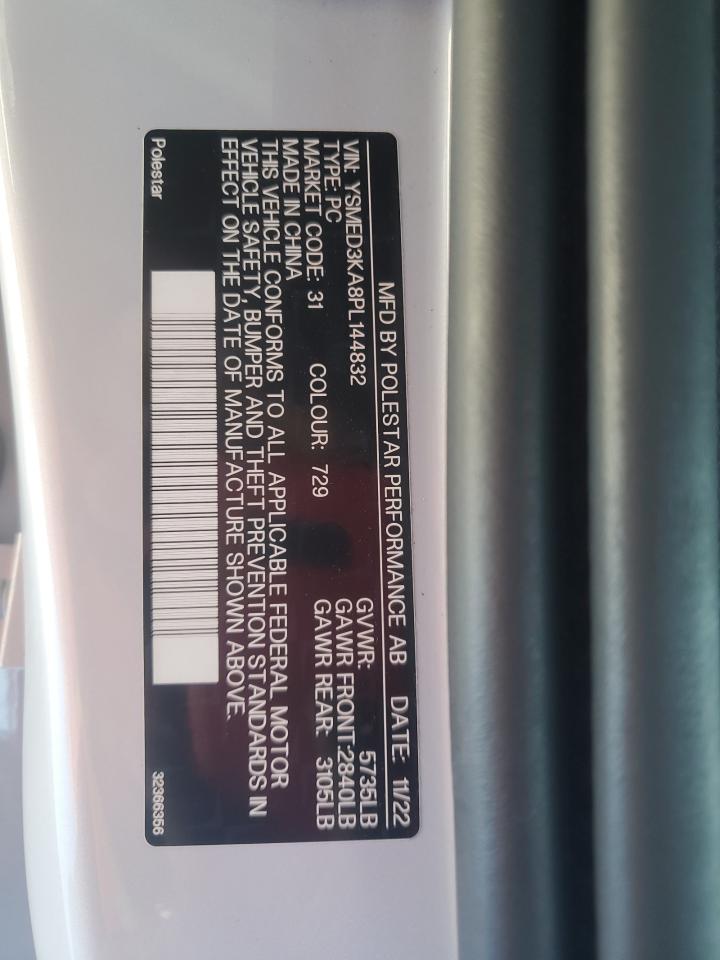 MFD BY POLESTAR PERFORMANCE AB DATE: 11/22
VIN: YSMED3KA8PL144832 GVWR: 5735LB
TYPE: PC GAWR FRONT:2840LB
MARKET CODE: 31 COLOUR: 729 GAWR REAR: 3105LB
MADE IN CHINA
THIS VEHICLE CONFORMS TO ALL APPLICABLE FEDERAL MOTOR
VEHICLE SAFETY, BUMPER AND THEFT PREVENTION STANDARDS IN
EFFECT ON THE DATE OF MANUFACTURE SHOWN ABOVE.
Polestar 32366356